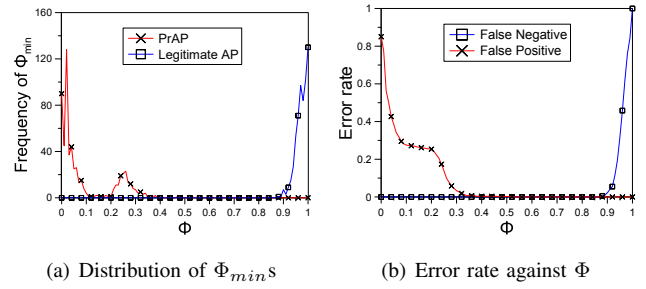 PrAP
Legitimate AP
Frequency of Φmin
160
120
80
40
0
0 0.1 0.2 0.3 0.4 0.5 0.6 0.7 0.8 0.9 1
Φ
(a) Distribution of Φmins
False Negative
False Positive
Error rate
1
0.8
0.6
0.4
0.2
0
0 0.1 0.2 0.3 0.4 0.5 0.6 0.7 0.8 0.9 1
Φ
(b) Error rate against Φ